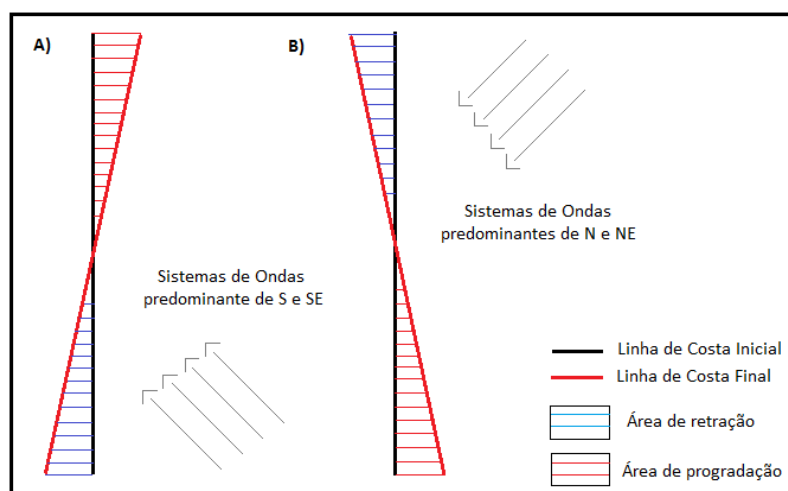 A)
B)
Sistemas de Ondas
predominantes de N e NE
Sistemas de Ondas
predominante de S e SE
Linha de Costa Inicial
Linha de Costa Final
Área de retração
Área de progradação